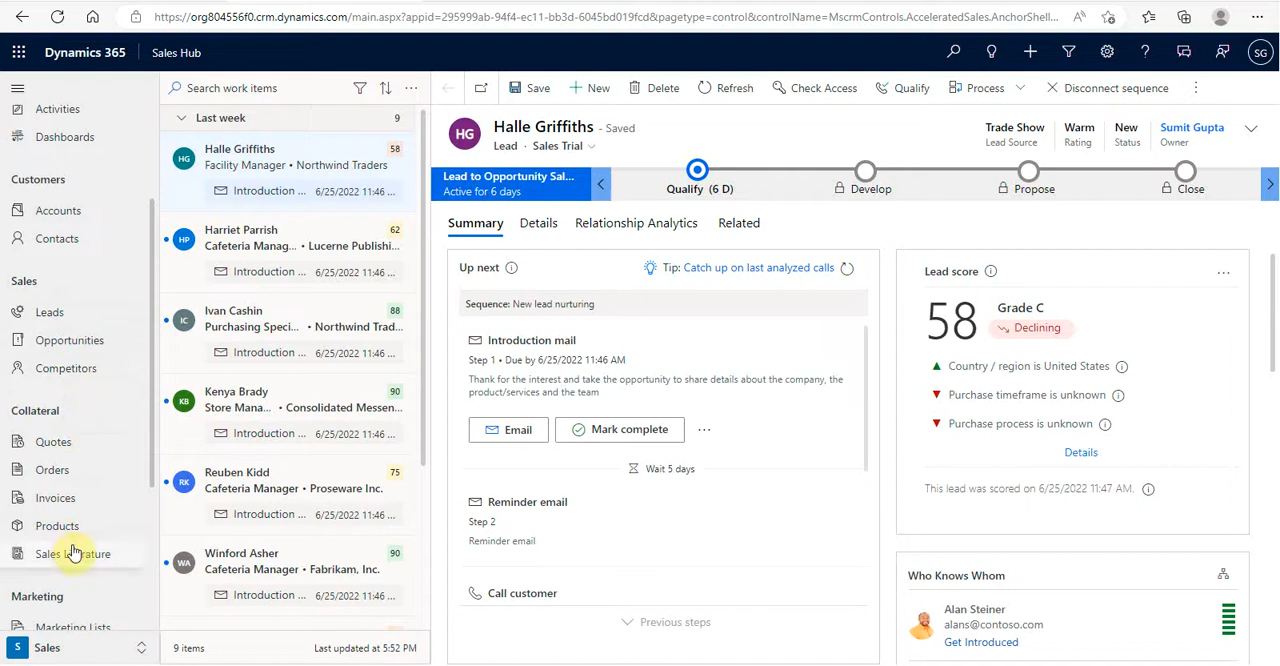 https://org804556f0.crm.dynamics.com/main.aspx?appid=295999ab-94f4-ec11-bb3d-6045bd019fcd&pagetype=control&controlName=MscrmControls.AcceleratedSales.AnchorShell...
Dynamics 365
Sales Hub
SG
Activities
Dashboards
Customers
Accounts
Contacts
Sales
Leads
Opportunities
Competitors
Collateral
Quotes
Orders
Invoices
Products
Sales Literature
Marketing
Marketing Lists
S Sales
Search work items
Last week 9
HG
Halle Griffiths 58
Facility Manager • Northwind Traders
Introduction ... 6/25/2022 11:46 ...
HP
Harriet Parrish 62
Cafeteria Manag... • Lucerne Publishi...
Introduction ... 6/25/2022 11:46 ...
IC
Ivan Cashin 88
Purchasing Speci... • Northwind Trad...
Introduction ... 6/25/2022 11:46 ...
KB
Kenya Brady 90
Store Mana... • Consolidated Messen...
Introduction ... 6/25/2022 11:46 ...
RK
Reuben Kidd 75
Cafeteria Manager • Proseware Inc.
Introduction ... 6/25/2022 11:46 ...
WA
Winford Asher 90
Cafeteria Manager • Fabrikam, Inc.
Introduction ... 6/25/2022 11:46 ...
9 items Last updated at 5:52 PM
Save New Delete Refresh Check Access Qualify Process Disconnect sequence
HG
Halle Griffiths - Saved
Lead · Sales Trial
Trade Show
Lead Source
Warm
Rating
New
Status
Sumit Gupta
Owner
Lead to Opportunity Sal...
Active for 6 days
Qualify (6 D)
Develop
Propose
Close
Summary Details Relationship Analytics Related
Up next
Tip: Catch up on last analyzed calls
Sequence: New lead nurturing
Introduction mail
Step 1 • Due by 6/25/2022 11:46 AM
Thank for the interest and take the opportunity to share details about the company, the
product/services and the team
Email Mark complete ...
Wait 5 days
Reminder email
Step 2
Reminder email
Call customer
Previous steps
Lead score
58
Grade C
Declining
Country / region is United States
Purchase timeframe is unknown
Purchase process is unknown
Details
This lead was scored on 6/25/2022 11:47 AM.
Who Knows Whom
Alan Steiner
alans@contoso.com
Get Introduced